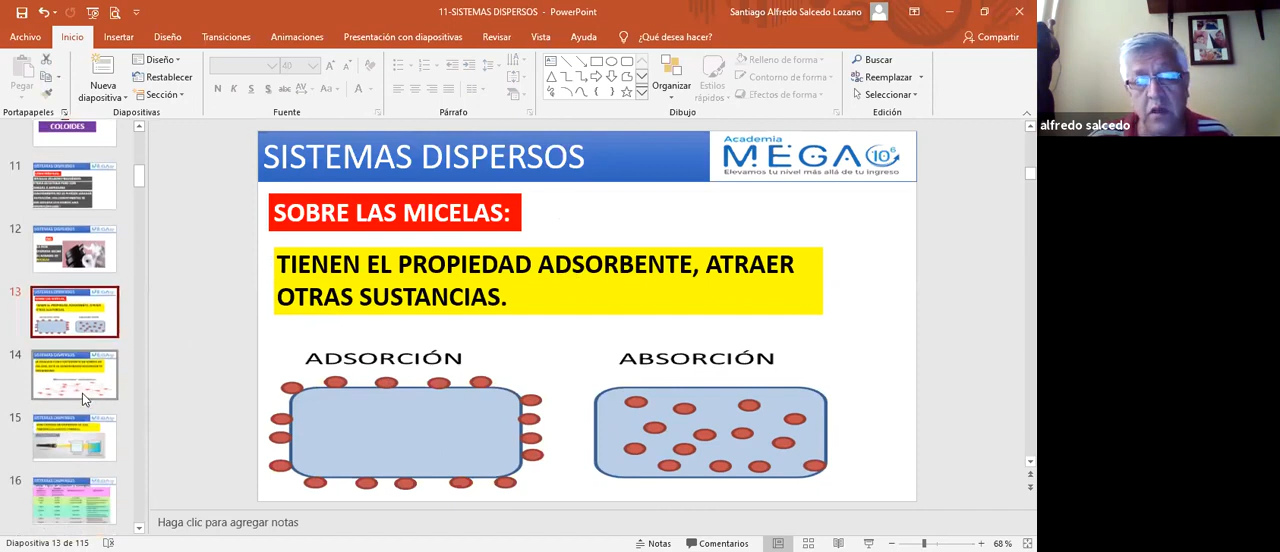 11-SISTEMAS DISPERSOS - PowerPoint
Santiago Alfredo Salcedo Lozano
Archivo Inicio Insertar Diseño Transiciones Animaciones Presentación con diapositivas Revisar Vista Ayuda ¿Qué desea hacer? Compartir
Pegar
Nueva diapositiva
Diseño
Restablecer
Sección
40
N K S S abc AV Aa A
Organizar
Estilos rápidos
Relleno de forma
Contorno de forma
Efectos de forma
Buscar
Reemplazar
Seleccionar
Portapapeles Diapositivas Fuente Párrafo Dibujo Edición
alfredo salcedo
COLOIDES
11
12
13
14
15
16
SISTEMAS DISPERSOS
Academia
MEGA 10⁶
Elevamos tu nivel más allá de tu ingreso
SOBRE LAS MICELAS:
TIENEN EL PROPIEDAD ADSORBENTE, ATRAER
OTRAS SUSTANCIAS.
ADSORCIÓN ABSORCIÓN
Haga clic para agregar notas
Diapositiva 13 de 115
Notas Comentarios
68 %